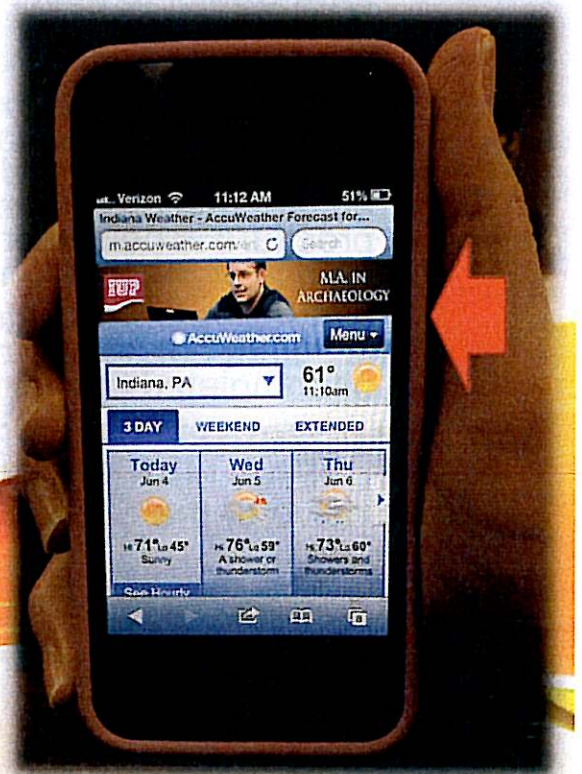 Verizon 11:12 AM 51%
Indiana Weather - AccuWeather Forecast for...
m.accuweather.com/ Search
IUP
M.A. IN
ARCHAEOLOGY
AccuWeather.com Menu
Indiana, PA 61°
11:10am
3 DAY WEEKEND EXTENDED
Today Wed Thu
Jun 4 Jun 5 Jun 6
Hi 71° Lo 45° Hi 76° Lo 59° Hi 73° Lo 60°
Sunny A shower or Showers and
thunderstorm thunderstorms
See Hourly
8